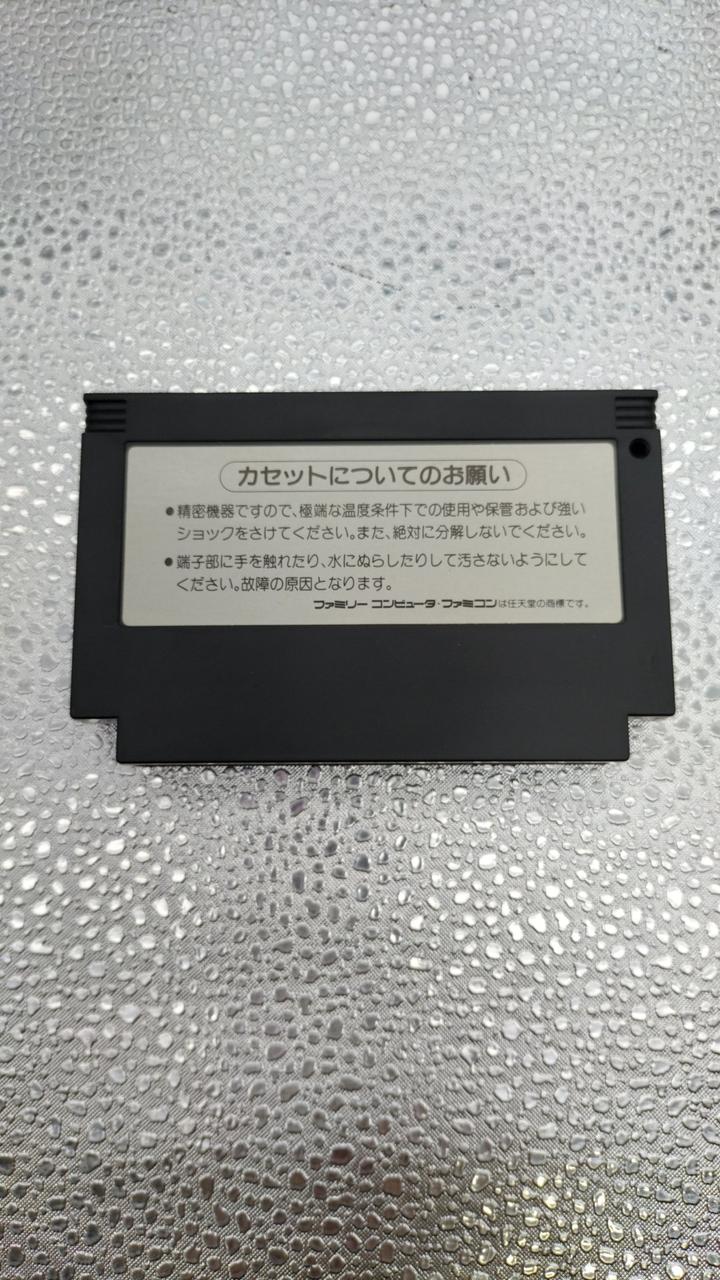 カセットについてのお願い
●精密機器ですので、極端な温度条件下での使用や保管および強い
ショックをさけてください。また、絶対に分解しないでください。
●端子部に手を触れたり、水にぬらしたりして汚さないようにして
ください。故障の原因となります。
ファミリー コンピュータ・ファミコンは任天堂の商標です。